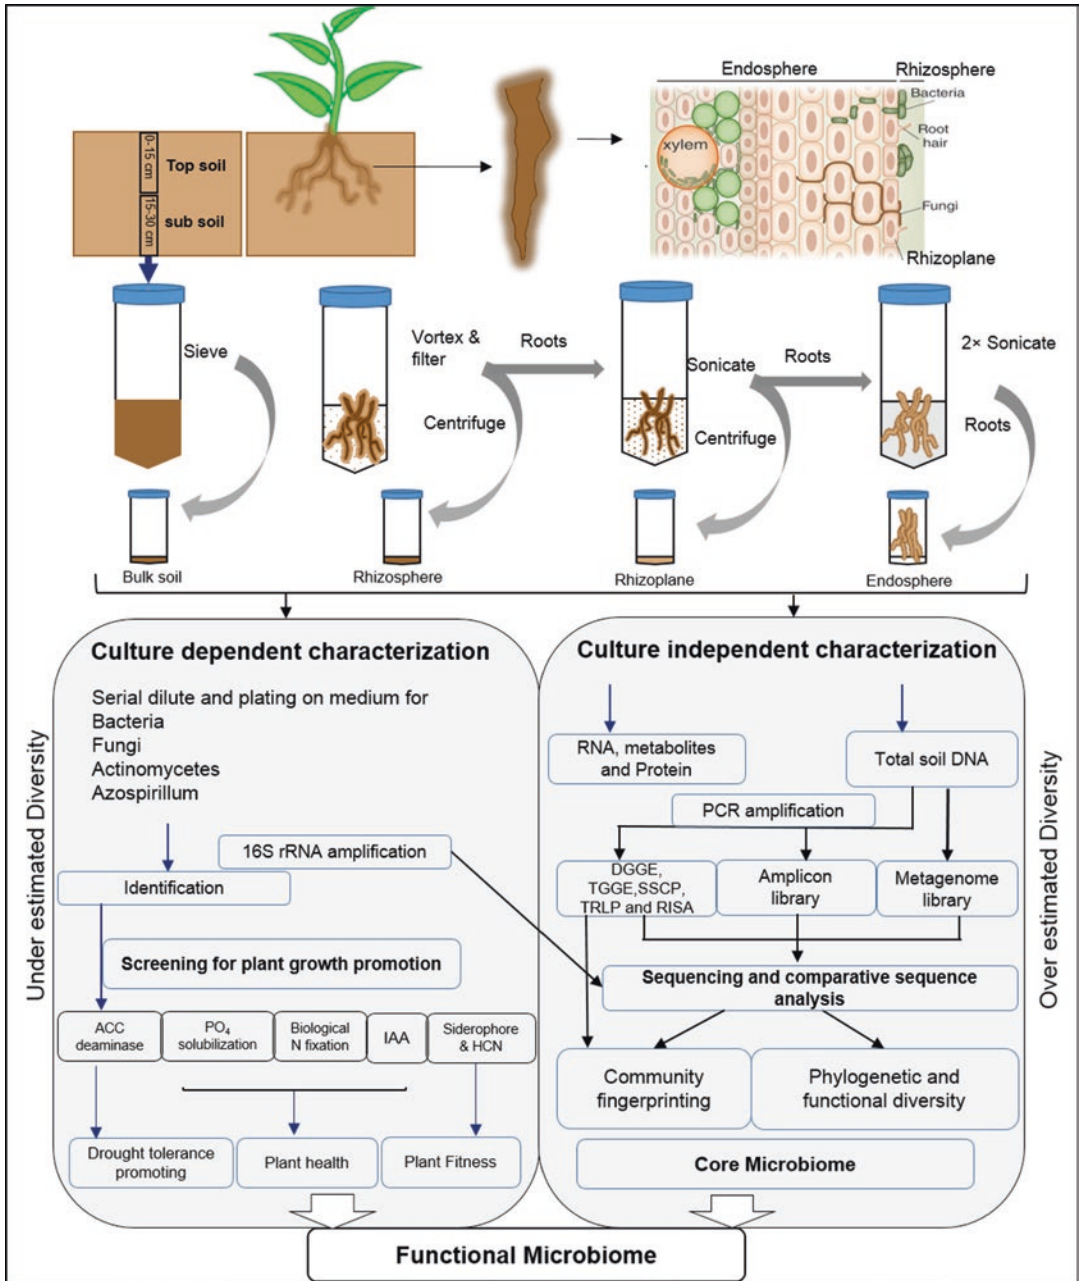 Endosphere
Rhizosphere
Bacteria
Root
hair
xylem
Fungi
Rhizoplane
0-15 cm
Top soil
15-30 cm
sub soil
Sieve
Vortex &
filter
Centrifuge
Roots
Sonicate
Centrifuge
Roots
2× Sonicate
Roots
Bulk soil
Rhizosphere
Rhizoplane
Endosphere
Under estimated Diversity
Culture dependent characterization
Serial dilute and plating on medium for
Bacteria
Fungi
Actinomycetes
Azospirillum
16S rRNA amplification
Identification
Screening for plant growth promotion
ACC
deaminase
PO₄
solubilization
Biological
N fixation
IAA
Siderophore
& HCN
Drought tolerance
promoting
Plant health
Plant Fitness
Culture independent characterization
RNA, metabolites
and Protein
Total soil DNA
PCR amplification
DGGE,
TGGE,SSCP,
TRLP and RISA
Amplicon
library
Metagenome
library
Sequencing and comparative sequence
analysis
Community
fingerprinting
Phylogenetic and
functional diversity
Core Microbiome
Over estimated Diversity
Functional Microbiome